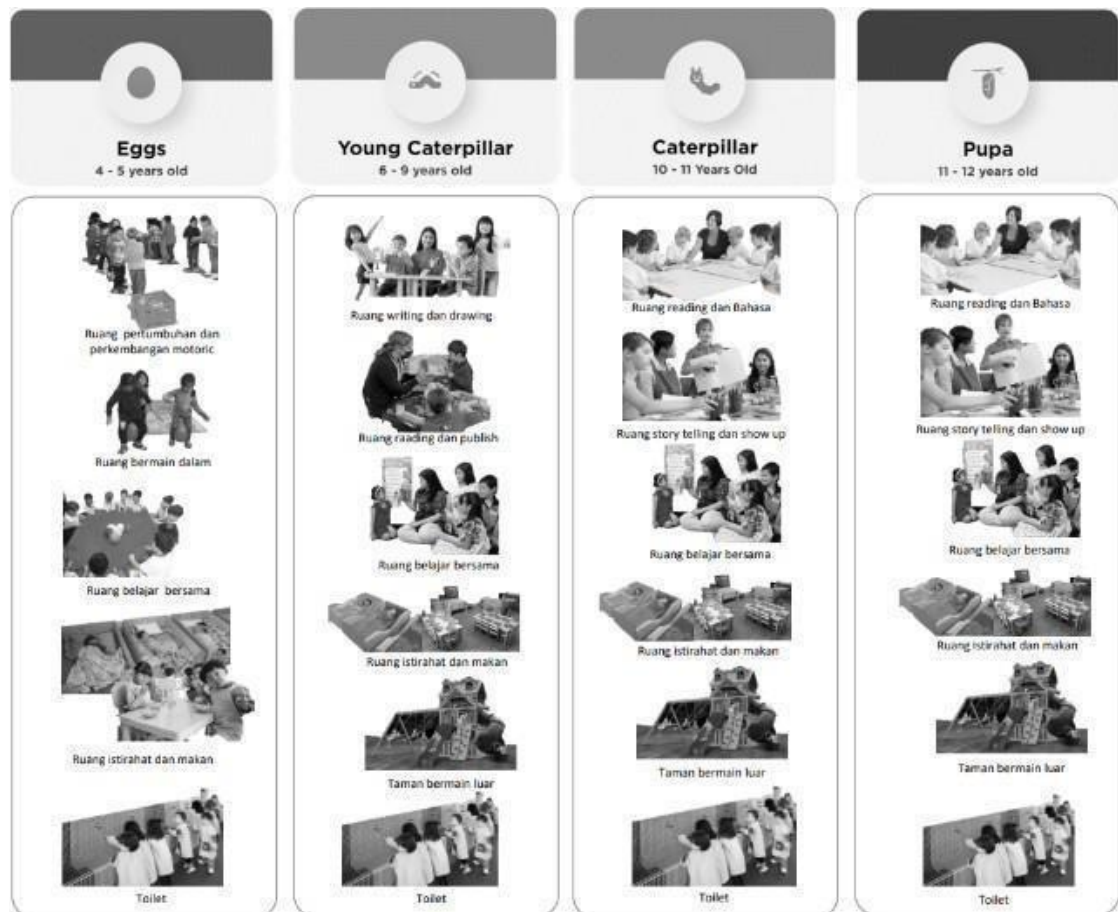 Eggs
4 - 5 years old
Ruang pertumbuhan dan
perkembangan motoric
Ruang bermain dalam
Ruang belajar bersama
Ruang istirahat dan makan
Toilet
Young Caterpillar
6 - 9 years old
Ruang writing dan drawing
Ruang raading dan publish
Ruang belajar bersama
Ruang istirahat dan makan
Taman bermain luar
Toilet
Caterpillar
10 - 11 Years Old
Ruang reading dan Bahasa
Ruang story telling dan show up
Ruang belajar bersama
Ruang istirahat dan makan
Taman bermain luar
Toilet
Pupa
11 - 12 years old
Ruang reading dan Bahasa
Ruang story telling dan show up
Ruang belajar bersama
Ruang istirahat dan makan
Taman bermain luar
Toilet